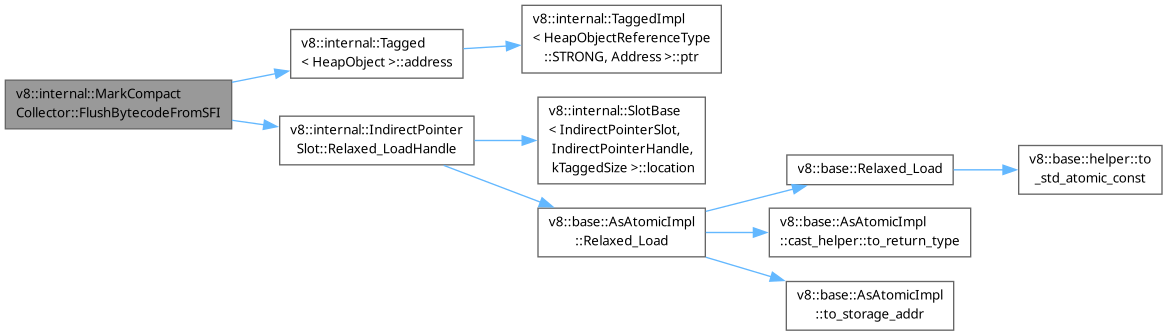 v8::internal::MarkCompact
Collector::FlushBytecodeFromSFI
v8::internal::Tagged
< HeapObject >::address
v8::internal::TaggedImpl
< HeapObjectReferenceType
::STRONG, Address >::ptr
v8::internal::IndirectPointer
Slot::Relaxed_LoadHandle
v8::internal::SlotBase
< IndirectPointerSlot,
IndirectPointerHandle,
kTaggedSize >::location
v8::base::AsAtomicImpl
::Relaxed_Load
v8::base::Relaxed_Load
v8::base::helper::to
_std_atomic_const
v8::base::AsAtomicImpl
::cast_helper::to_return_type
v8::base::AsAtomicImpl
::to_storage_addr